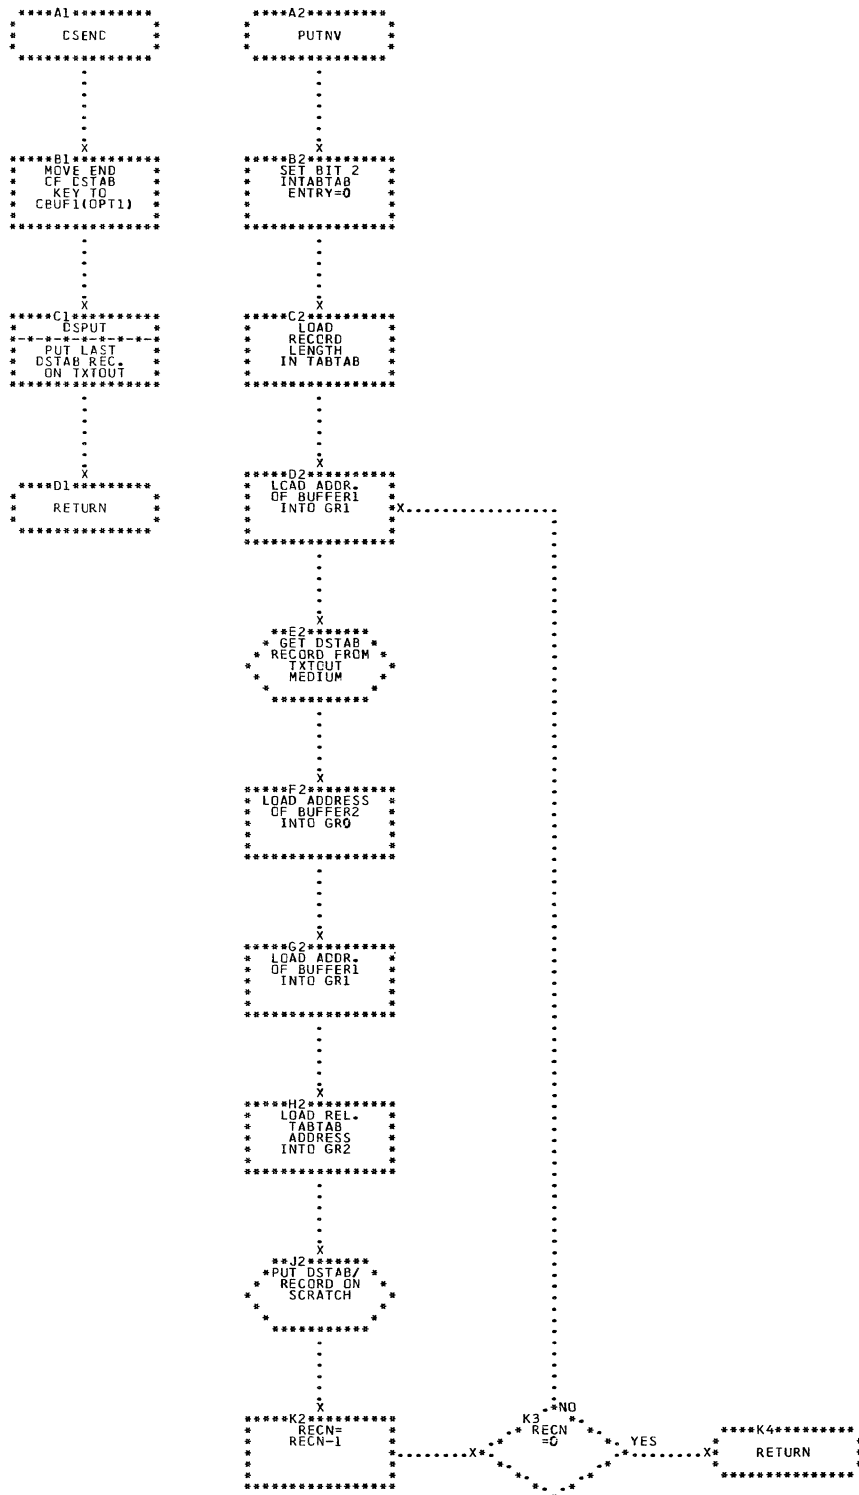 A1
CSEND
B1
MOVE END
CF CSTAB
KEY TO
CBUF1(OPT1)
C1
DSPUT
PUT LAST
DSTAB REC.
ON TXTOUT
D1
RETURN
A2
PUTNV
B2
SET BIT 2
INTABTAB
ENTRY=0
C2
LOAD
RECORD
LENGTH
IN TABTAB
D2
LCAD ADDR.
OF BUFFER1
INTO GR1
E2
GET DSTAB
RECORD FROM
TXTOUT
MEDIUM
F2
LOAD ADDRESS
OF BUFFER2
INTO GR0
G2
LOAD ADDR.
OF BUFFER1
INTO GR1
H2
LOAD REL.
TABTAB
ADDRESS
INTO GR2
J2
PUT DSTAB/
RECORD ON
SCRATCH
K2
RECN=
RECN-1
K3
RECN
=0
NO
YES
K4
RETURN